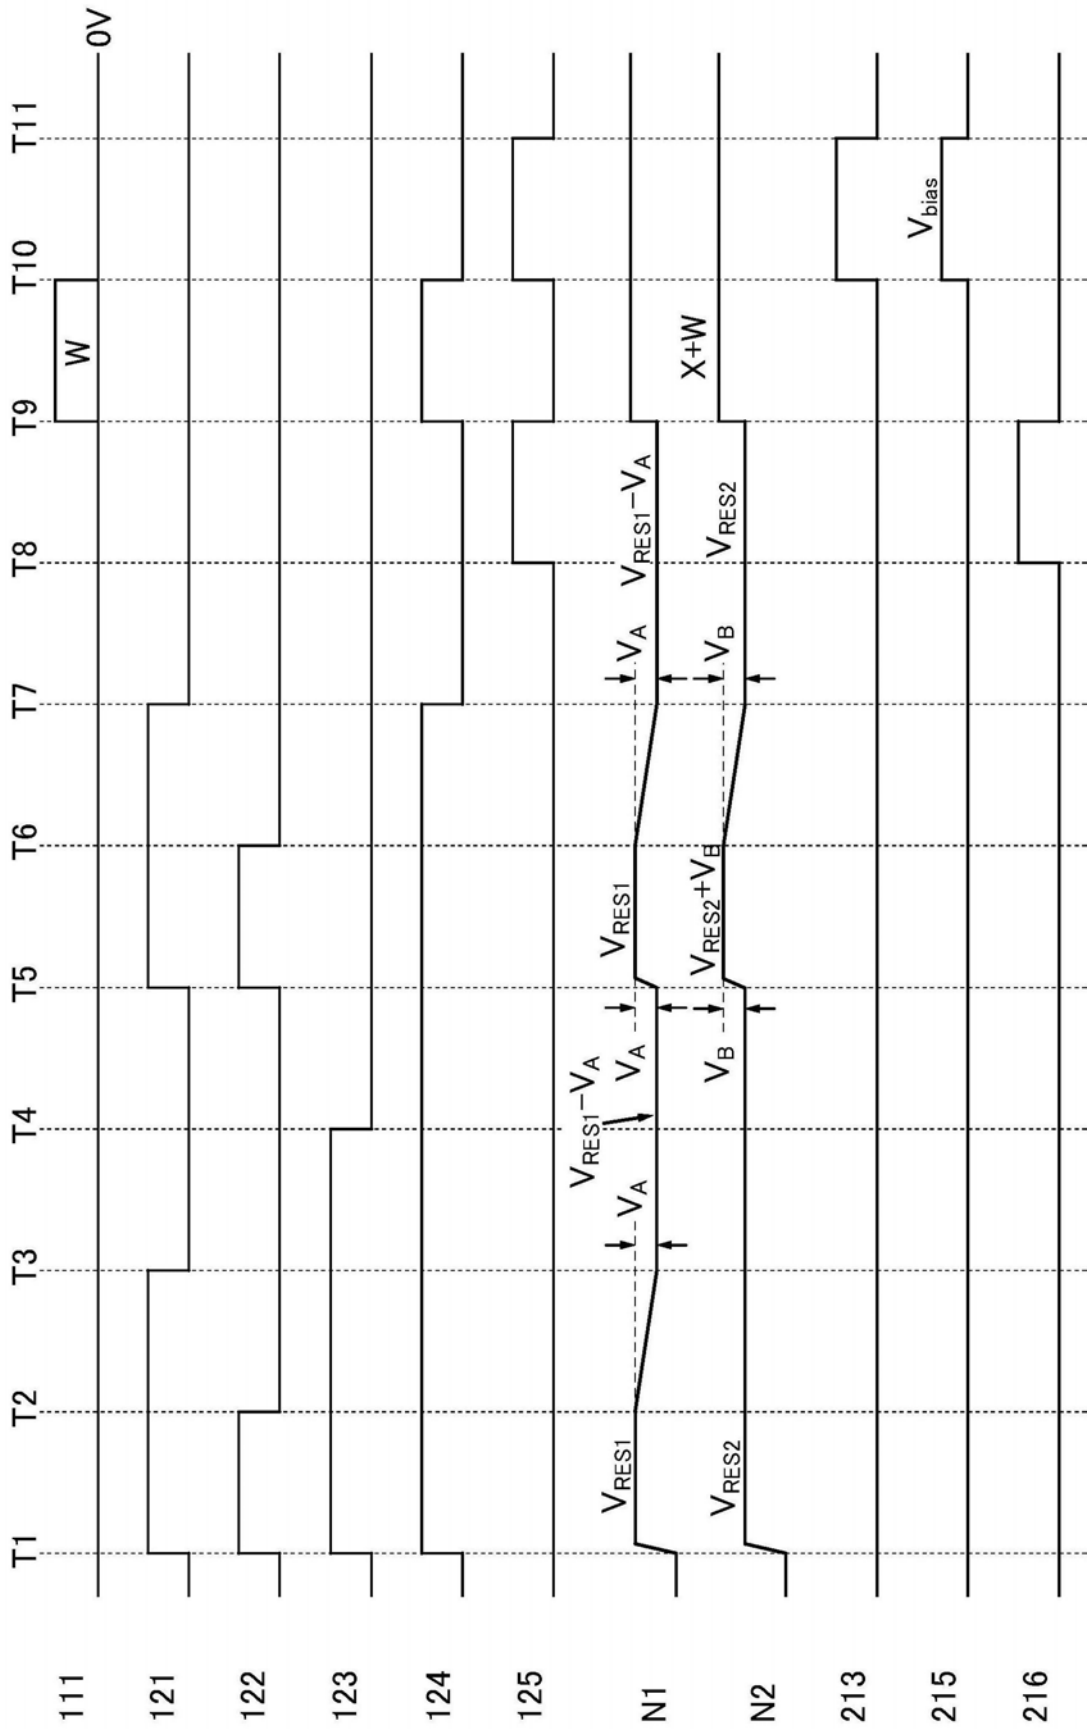 T1 T2 T3 T4 T5 T6 T7 T8 T9 T10 T11
111 W 0V
121
122
123
124
125
V_RES1 V_A V_RES1-V_A V_A V_RES1 V_A V_RES1-V_A
N1
V_RES2 V_B V_RES2+V_B V_B V_RES2 X+W
N2
213
V_bias
215
216